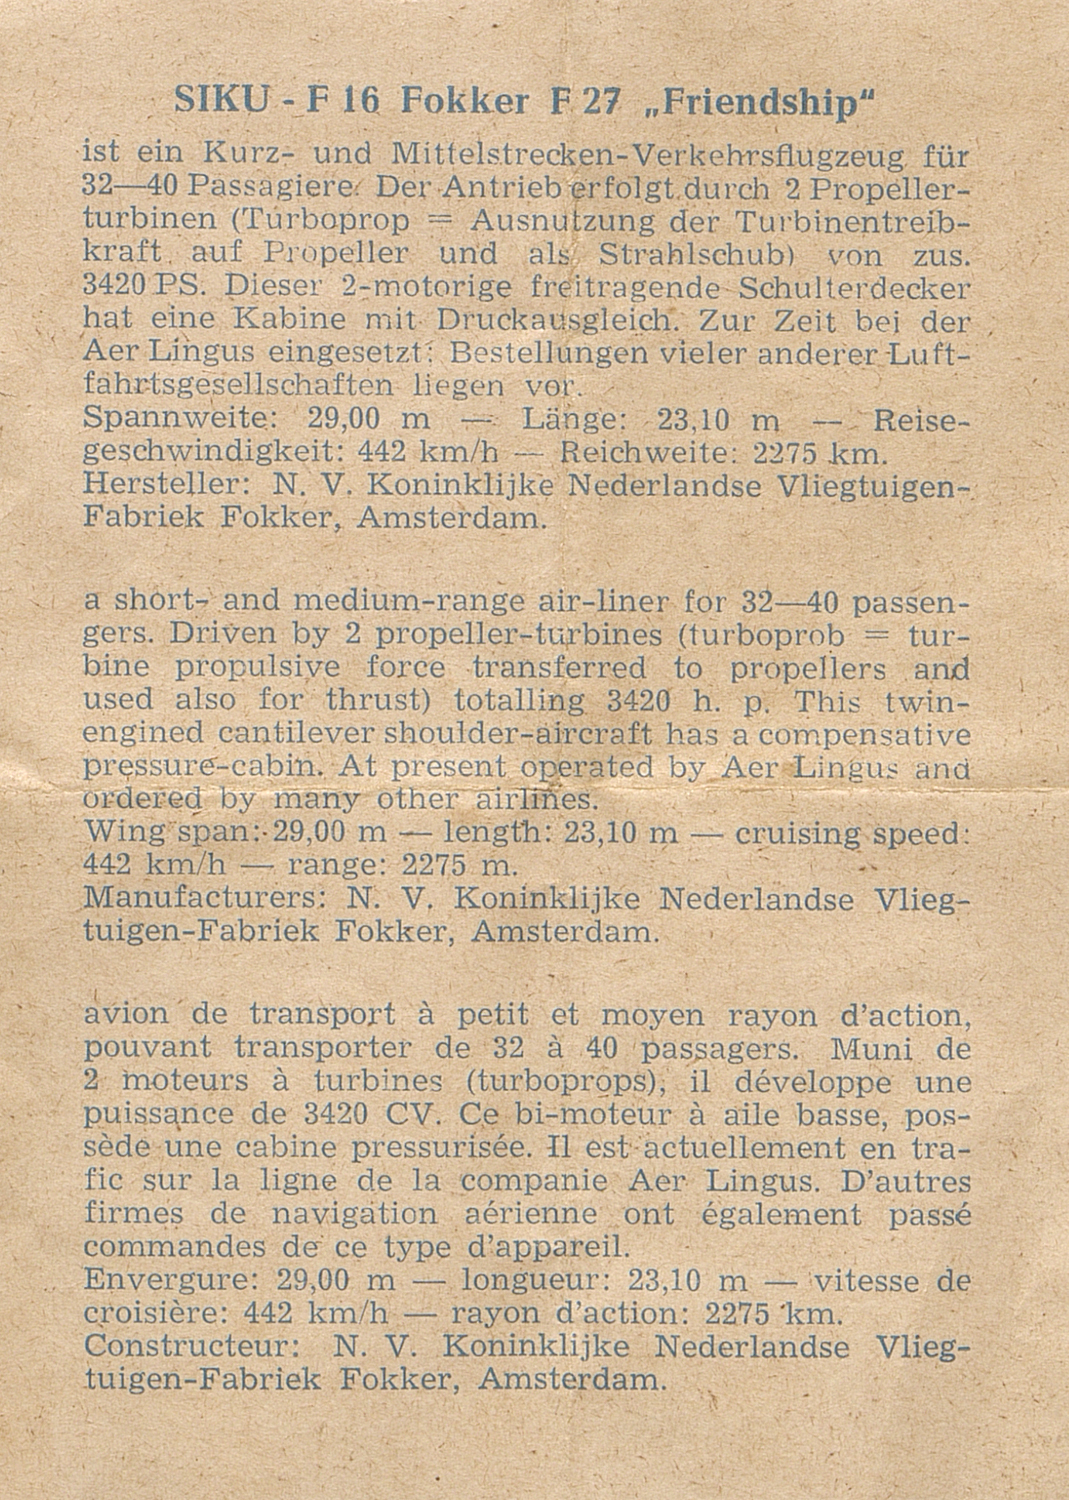 SIKU - F 16 Fokker F 27 „Friendship“
ist ein Kurz- und Mittelstrecken-Verkehrsflugzeug für
32—40 Passagiere. Der Antrieb erfolgt durch 2 Propeller-
turbinen (Turboprop = Ausnutzung der Turbinentreib-
kraft auf Propeller und als Strahlschub) von zus.
3420 PS. Dieser 2-motorige freitragende Schulterdecker
hat eine Kabine mit Druckausgleich. Zur Zeit bei der
Aer Lingus eingesetzt: Bestellungen vieler anderer Luft-
fahrtsgesellschaften liegen vor.
Spannweite: 29,00 m — Länge: 23,10 m — Reise-
geschwindigkeit: 442 km/h — Reichweite: 2275 km.
Hersteller: N. V. Koninklijke Nederlandse Vliegtuigen-
Fabriek Fokker, Amsterdam.
a short- and medium-range air-liner for 32—40 passen-
gers. Driven by 2 propeller-turbines (turboprob = tur-
bine propulsive force transferred to propellers and
used also for thrust) totalling 3420 h. p. This twin-
engined cantilever shoulder-aircraft has a compensative
pressure-cabin. At present operated by Aer Lingus and
ordered by many other airlines.
Wing span: 29,00 m — length: 23,10 m — cruising speed:
442 km/h — range: 2275 m.
Manufacturers: N. V. Koninklijke Nederlandse Vlieg-
tuigen-Fabriek Fokker, Amsterdam.
avion de transport à petit et moyen rayon d'action,
pouvant transporter de 32 à 40 passagers. Muni de
2 moteurs à turbines (turboprops), il développe une
puissance de 3420 CV. Ce bi-moteur à aile basse, pos-
sède une cabine pressurisée. Il est actuellement en tra-
fic sur la ligne de la companie Aer Lingus. D'autres
firmes de navigation aérienne ont également passé
commandes de ce type d'appareil.
Envergure: 29,00 m — longueur: 23,10 m — vitesse de
croisière: 442 km/h — rayon d'action: 2275 km.
Constructeur: N. V. Koninklijke Nederlandse Vlieg-
tuigen-Fabriek Fokker, Amsterdam.